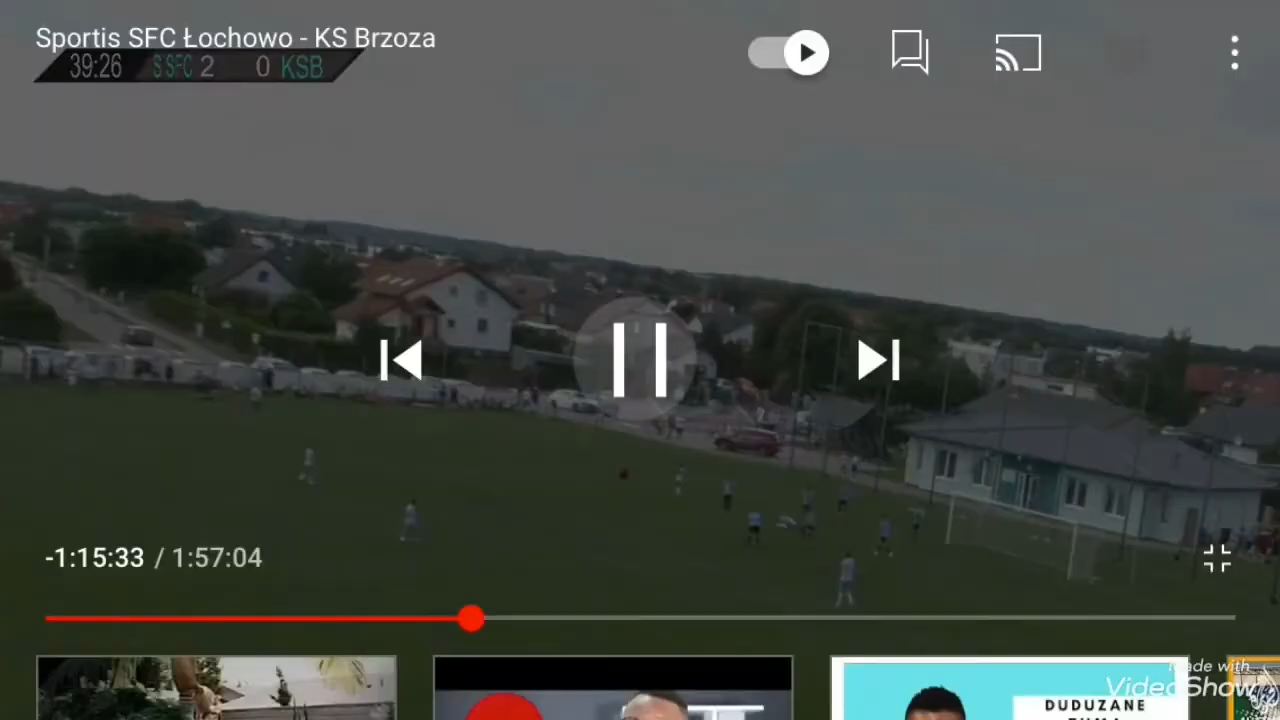 Sportis SFC Łochowo - KS Brzoza
39:26 S SFC 2 0 KSB
-1:15:33 / 1:57:04
Made with
VideoShow
DUDUZANE